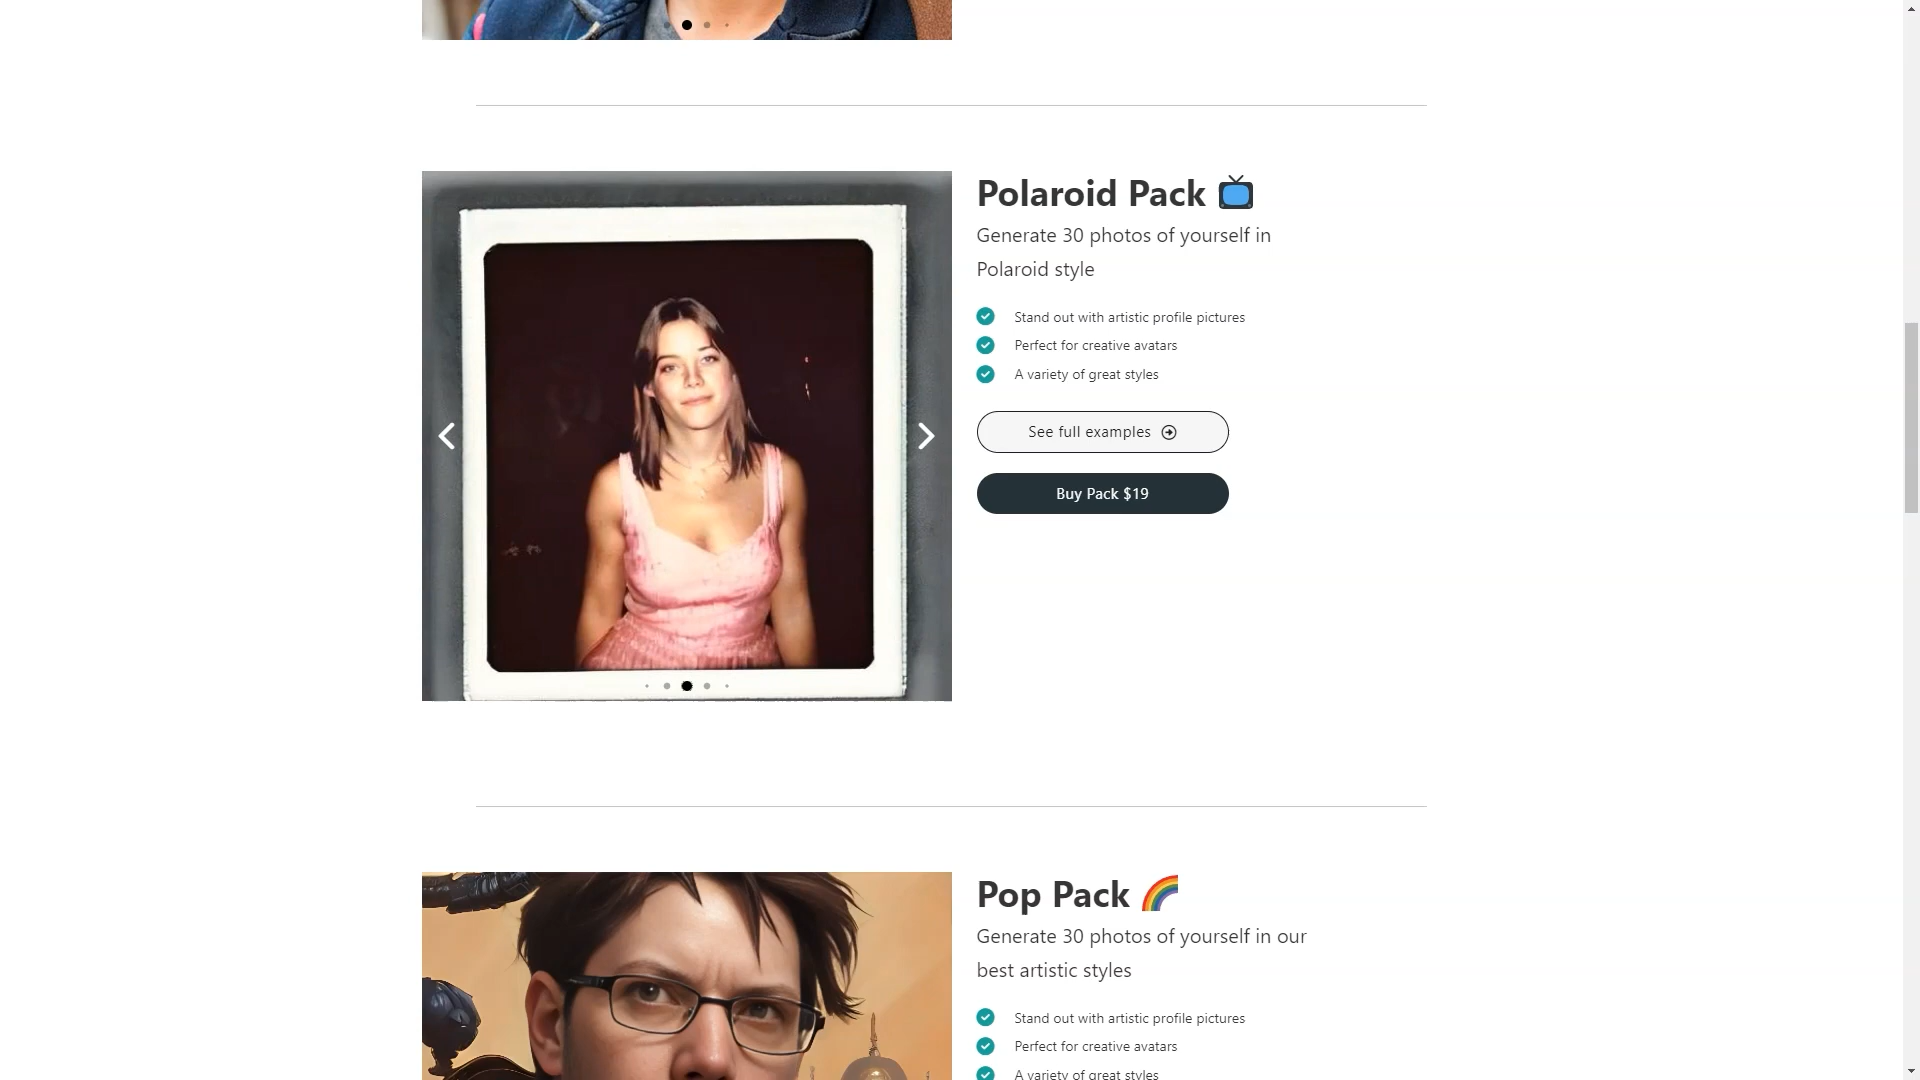 Polaroid Pack
Generate 30 photos of yourself in
Polaroid style
Stand out with artistic profile pictures
Perfect for creative avatars
A variety of great styles
See full examples
Buy Pack $19
Pop Pack
Generate 30 photos of yourself in our
best artistic styles
Stand out with artistic profile pictures
Perfect for creative avatars
A variety of great styles